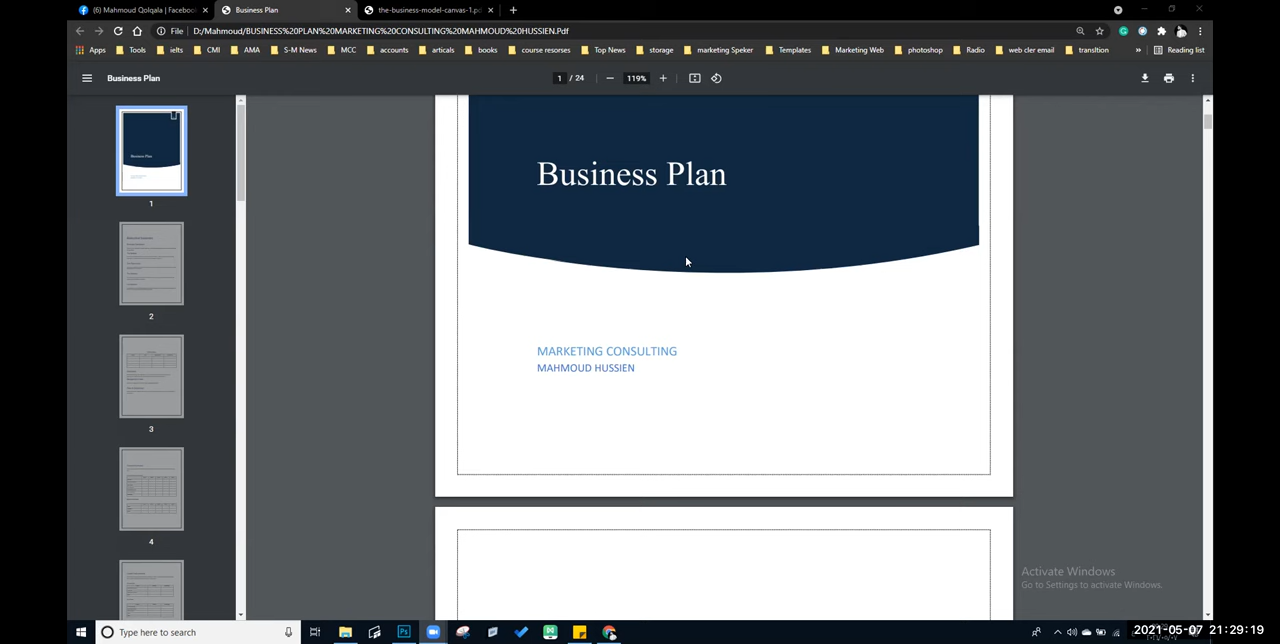 (6) Mahmoud Qolqala | Facebook
Business Plan
the-business-model-canvas-1.pd
File
D:/Mahmoud/BUSINESS%20PLAN%20MARKETING%20CONSULTING%20MAHMOUD%20HUSSIEN.Pdf
Apps
Tools
ielts
CMI
AMA
S-M News
MCC
accounts
articals
books
course resorses
Top News
storage
marketing Speker
Templates
Marketing Web
photoshop
Radio
web cler email
transltion
»
Reading list
Business Plan
1 / 24
119%
1
2
3
4
Business Plan
MARKETING CONSULTING
MAHMOUD HUSSIEN
Activate Windows
Go to Settings to activate Windows.
Type here to search
2021-05-07 21:29:19